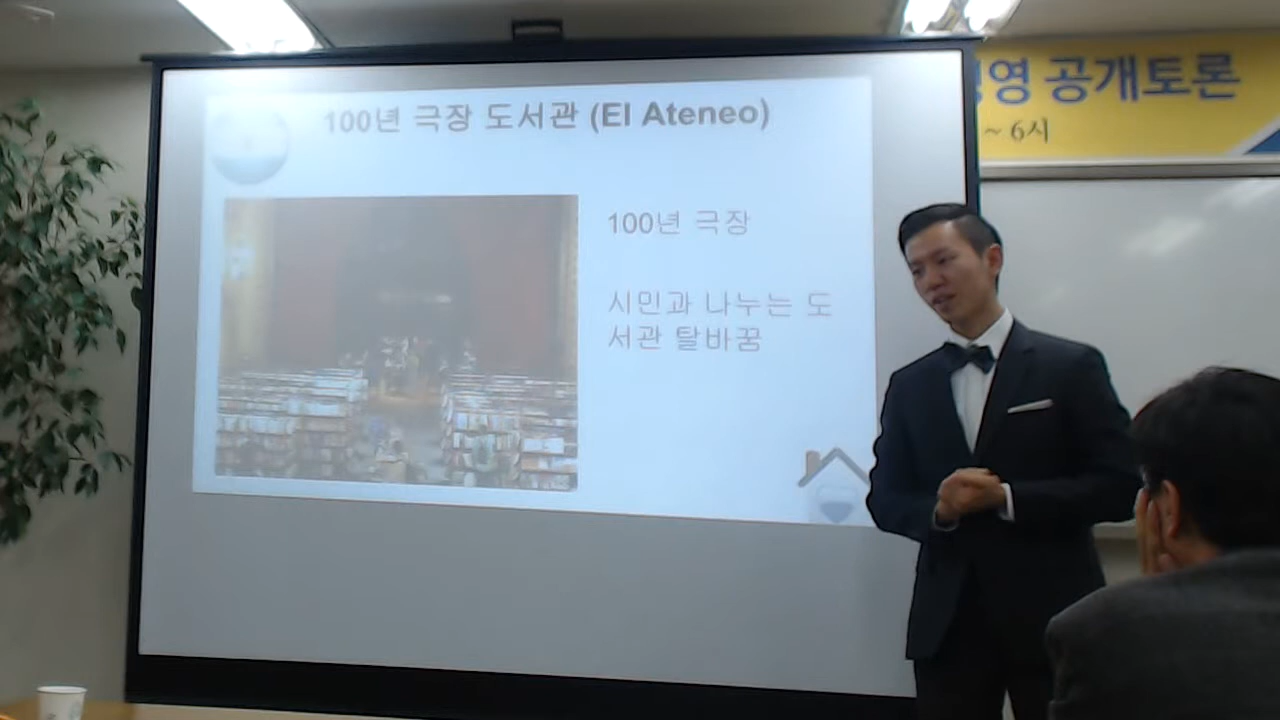 100년 극장 도서관 (El Ateneo)
100년 극장
시민과 나누는 도
서관 탈바꿈
영 공개토론
~ 6시